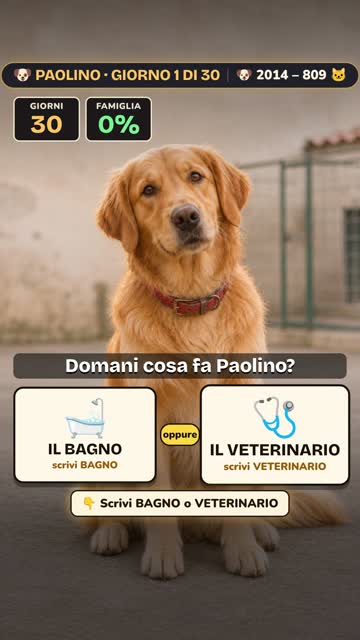 🐶 PAOLINO · GIORNO 1 DI 30 | 🐶 2014 – 809 🐱
GIORNI
30
FAMIGLIA
0%
Domani cosa fa Paolino?
IL BAGNO
scrivi BAGNO
oppure
IL VETERINARIO
scrivi VETERINARIO
👇 Scrivi BAGNO o VETERINARIO